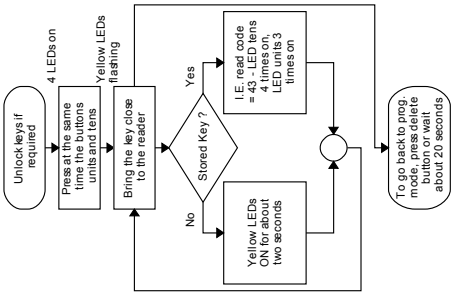 Unlock keys if
required
4 LEDs on
Press at the same
time the buttons
units and tens
Yellow LEDs
flashing
Bring the key close
to the reader
Stored Key ?
Yes
I.E. read code
= 43 - LED tens
4 times on,
LED units 3
times on
No
Yellow LEDs
ON for about
two seconds
To go back to prog.
mode, press delete
button or wait
about 20 seconds